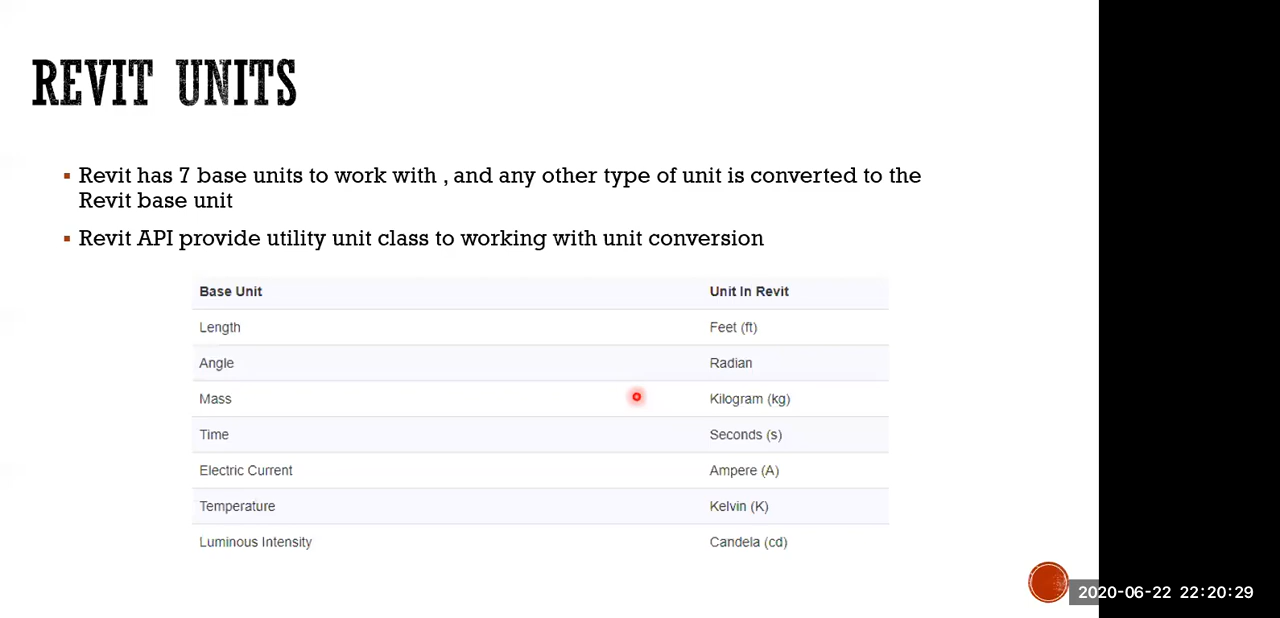 REVIT UNITS
Revit has 7 base units to work with , and any other type of unit is converted to the
Revit base unit
Revit API provide utility unit class to working with unit conversion
Base Unit Unit In Revit
Length Feet (ft)
Angle Radian
Mass Kilogram (kg)
Time Seconds (s)
Electric Current Ampere (A)
Temperature Kelvin (K)
Luminous Intensity Candela (cd)
2020-06-22 22:20:29